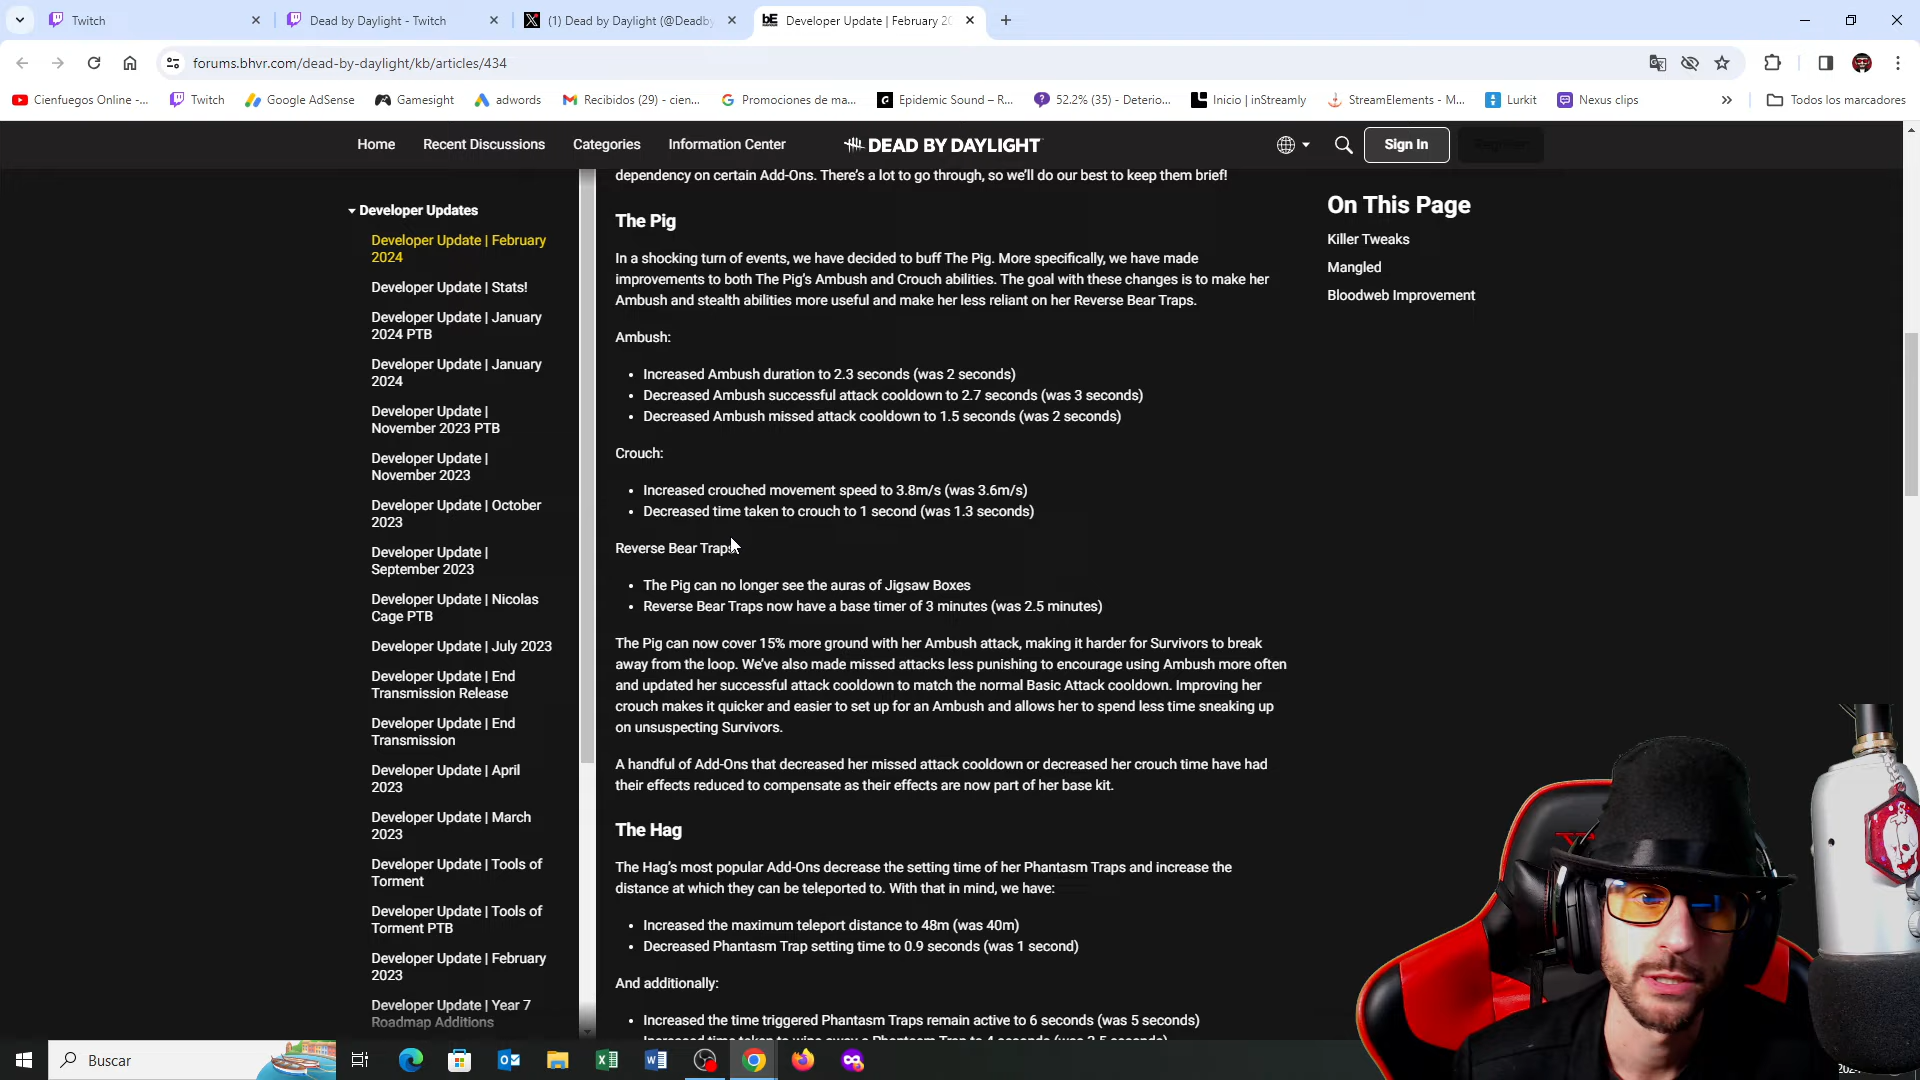 Twitch
Dead by Daylight - Twitch
(1) Dead by Daylight (@Deadby
Developer Update | February 20
forums.bhvr.com/dead-by-daylight/kb/articles/434
Cienfuegos Online -...
Twitch
Google AdSense
Gamesight
adwords
Recibidos (29) - cien...
Promociones de ma...
Epidemic Sound – R...
52.2% (35) - Deterio...
Inicio | inStreamly
StreamElements - M...
Lurkit
Nexus clips
Todos los marcadores
Home
Recent Discussions
Categories
Information Center
DEAD BY DAYLIGHT
Sign In
Developer Updates
Developer Update | February
2024
Developer Update | Stats!
Developer Update | January
2024 PTB
Developer Update | January
2024
Developer Update |
November 2023 PTB
Developer Update |
November 2023
Developer Update | October
2023
Developer Update |
September 2023
Developer Update | Nicolas
Cage PTB
Developer Update | July 2023
Developer Update | End
Transmission Release
Developer Update | End
Transmission
Developer Update | April
2023
Developer Update | March
2023
Developer Update | Tools of
Torment
Developer Update | Tools of
Torment PTB
Developer Update | February
2023
Developer Update | Year 7
Roadmap Additions
dependency on certain Add-Ons. There's a lot to go through, so we'll do our best to keep them brief!
The Pig
In a shocking turn of events, we have decided to buff The Pig. More specifically, we have made
improvements to both The Pig's Ambush and Crouch abilities. The goal with these changes is to make her
Ambush and stealth abilities more useful and make her less reliant on her Reverse Bear Traps.
Ambush:
• Increased Ambush duration to 2.3 seconds (was 2 seconds)
• Decreased Ambush successful attack cooldown to 2.7 seconds (was 3 seconds)
• Decreased Ambush missed attack cooldown to 1.5 seconds (was 2 seconds)
Crouch:
• Increased crouched movement speed to 3.8m/s (was 3.6m/s)
• Decreased time taken to crouch to 1 second (was 1.3 seconds)
Reverse Bear Traps
• The Pig can no longer see the auras of Jigsaw Boxes
• Reverse Bear Traps now have a base timer of 3 minutes (was 2.5 minutes)
The Pig can now cover 15% more ground with her Ambush attack, making it harder for Survivors to break
away from the loop. We've also made missed attacks less punishing to encourage using Ambush more often
and updated her successful attack cooldown to match the normal Basic Attack cooldown. Improving her
crouch makes it quicker and easier to set up for an Ambush and allows her to spend less time sneaking up
on unsuspecting Survivors.
A handful of Add-Ons that decreased her missed attack cooldown or decreased her crouch time have had
their effects reduced to compensate as their effects are now part of her base kit.
The Hag
The Hag's most popular Add-Ons decrease the setting time of her Phantasm Traps and increase the
distance at which they can be teleported to. With that in mind, we have:
• Increased the maximum teleport distance to 48m (was 40m)
• Decreased Phantasm Trap setting time to 0.9 seconds (was 1 second)
And additionally:
• Increased the time triggered Phantasm Traps remain active to 6 seconds (was 5 seconds)
On This Page
Killer Tweaks
Mangled
Bloodweb Improvement
Buscar